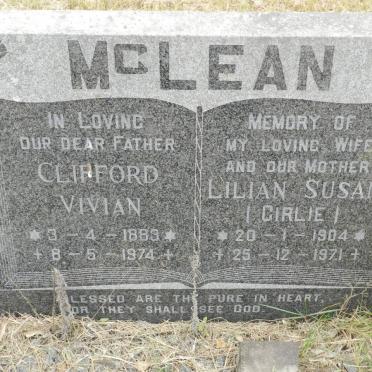 McLEAN
IN LOVING
OUR DEAR FATHER
CLIFFORD
VIVIAN
* 3 - 4 - 1883 *
+ 8 - 5 - 1974 +
MEMORY OF
MY LOVING WIFE
AND OUR MOTHER
LILIAN SUSAN
(GIRLIE)
* 20 - 1 - 1904 *
+ 25 - 12 - 1971 +
BLESSED ARE THE PURE IN HEART,
FOR THEY SHALL SEE GOD.